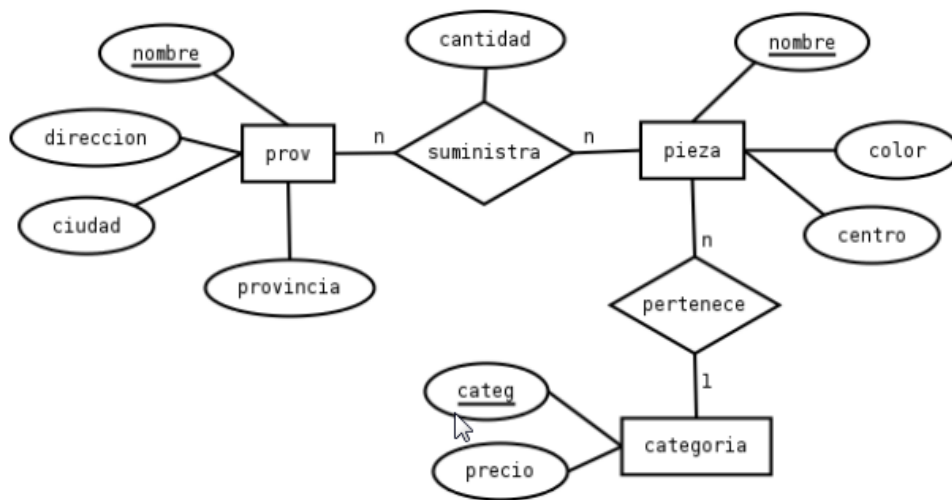 cantidad
nombre
nombre
direccion
prov
n
suministra
n
pieza
color
ciudad
centro
n
provincia
pertenece
1
categ
categoria
precio